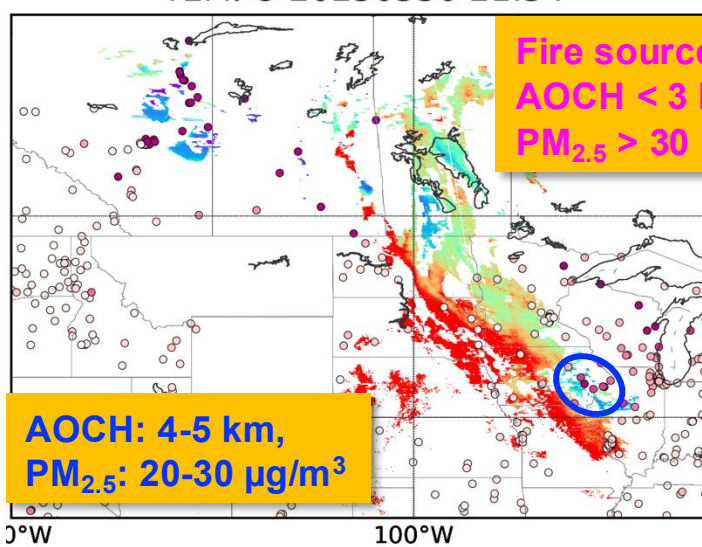 Fire source
AOCH < 3
PM2.5 > 30
AOCH: 4-5 km,
PM2.5: 20-30 µg/m³
0°W
100°W